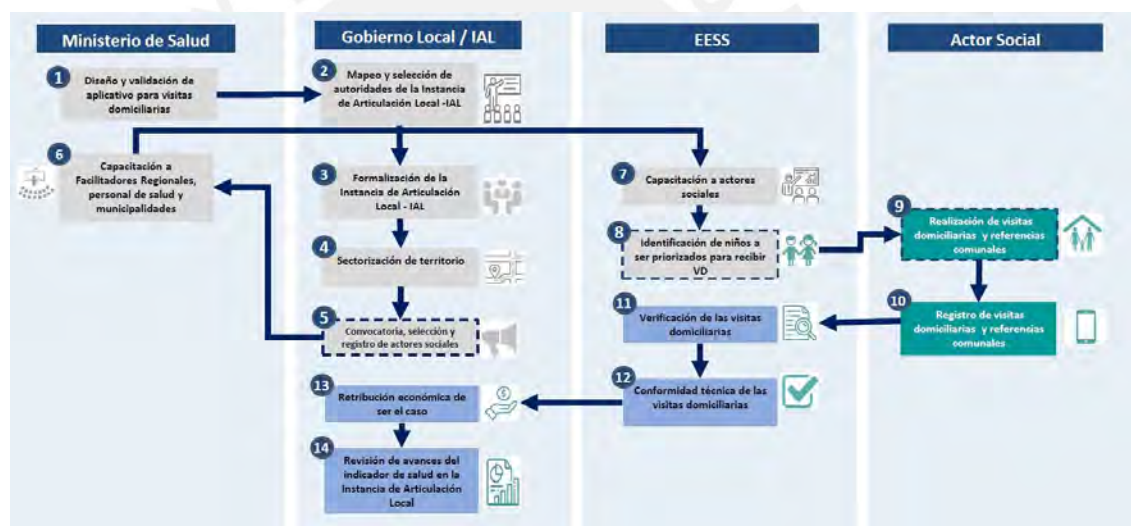 Ministerio de Salud
Gobierno Local / IAL
EESS
Actor Social
1
Diseño y validación de
aplicativo para visitas
domiciliarias
2
Mapeo y selección de
autoridades de la Instancia
de Articulación Local -IAL
6
Capacitación a
Facilitadores Regionales,
personal de salud y
municipalidades
3
Formalización de la
Instancia de Articulación
Local - IAL
4
Sectorización de territorio
5
Convocatoria, selección y
registro de actores sociales
7
Capacitación a actores
sociales
8
Identificación de niños a
ser priorizados para recibir
VD
9
Realización de visitas
domiciliarias y referencias
comunales
10
Registro de visitas
domiciliarias y referencias
comunales
11
Verificación de las visitas
domiciliarias
12
Conformidad técnica de las
visitas domiciliarias
13
Retribución económica de
ser el caso
14
Revisión de avances del
indicador de salud en la
Instancia de Articulación
Local